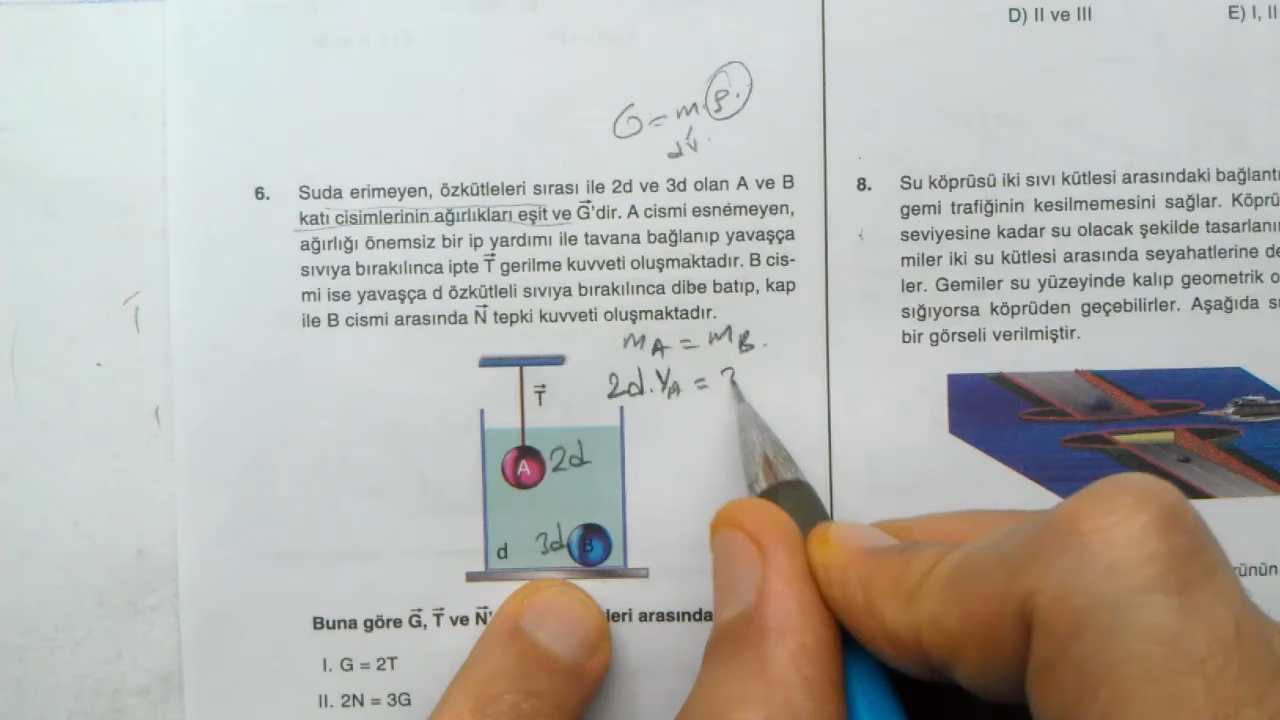 D) II ve III
E) I, II
G = m.g.
dV.
6. Suda erimeyen, özkütleleri sırası ile 2d ve 3d olan A ve B
katı cisimlerinin ağırlıkları eşit ve G'dir. A cismi esnemeyen,
ağırlığı önemsiz bir ip yardımı ile tavana bağlanıp yavaşça
sıvıya bırakılınca ipte T gerilme kuvveti oluşmaktadır. B cis-
mi ise yavaşça d özkütleli sıvıya bırakılınca dibe batıp, kap
ile B cismi arasında N tepki kuvveti oluşmaktadır.
mA = mB.
2d.VA =
T
A 2d
d 3d B
Buna göre G, T ve N' leri arasında
I. G = 2T
II. 2N = 3G
8. Su köprüsü iki sıvı kütlesi arasındaki
gemi trafiğinin kesilmemesini sağlar.
seviyesine kadar su olacak şekilde
miler iki su kütlesi arasında seyahatlerine
ler. Gemiler su yüzeyinde kalıp geometrik
sığıyorsa köprüden geçebilirler. Aşağıda
bir görseli verilmiştir.